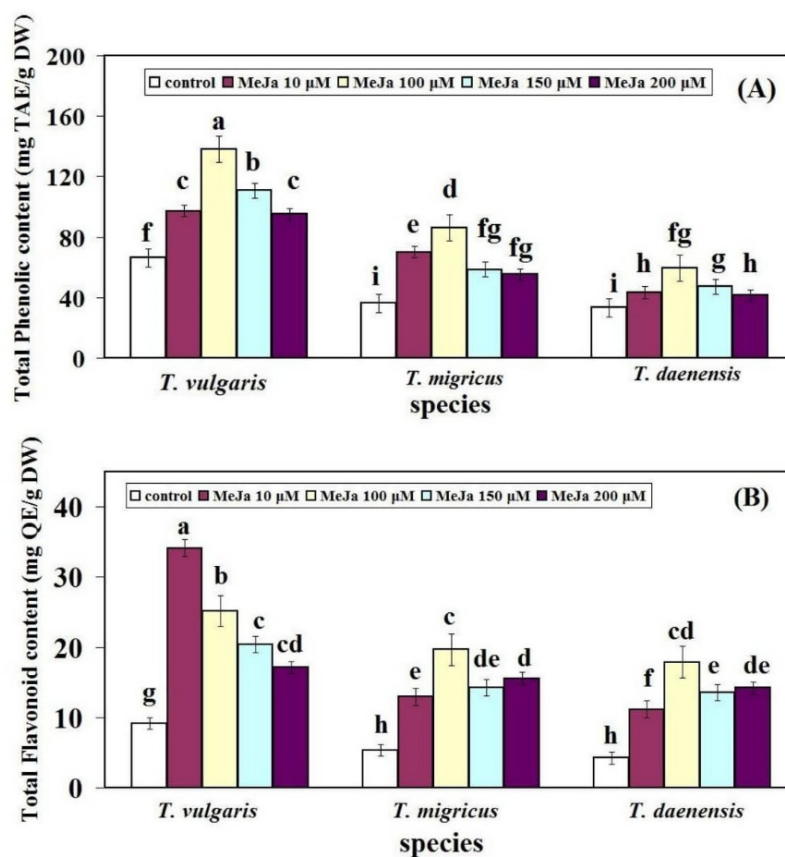 Total Phenolic content (mg TAE/g DW)
200
160
120
80
40
0
control MeJa 10 µM MeJa 100 µM MeJa 150 µM MeJa 200 µM
(A)
f c a b c
i e d fg fg
i h fg g h
T. vulgaris T. migricus T. daenensis
species
Total Flavonoid content (mg QE/g DW)
40
30
20
10
0
control MeJa 10 µM MeJa 100 µM MeJa 150 µM MeJa 200 µM
(B)
g a b c cd
h e c de d
h f cd e de
T. vulgaris T. migricus T. daenensis
species